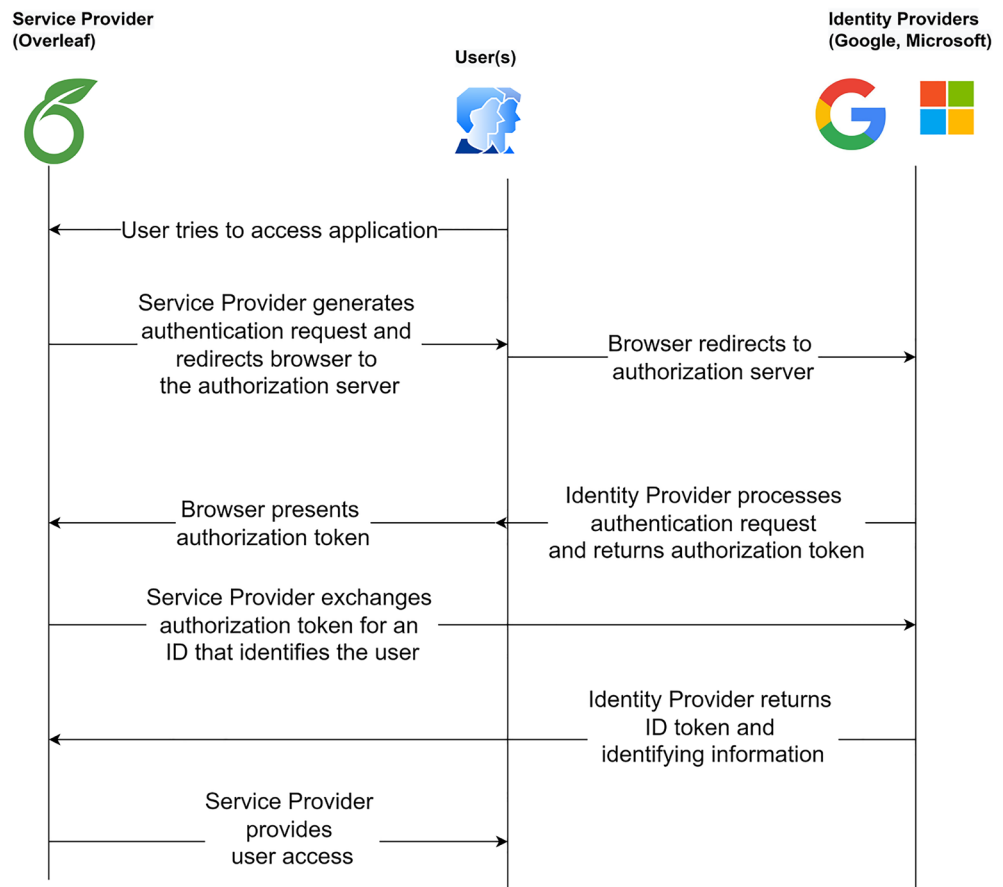 Service Provider
(Overleaf)
User(s)
Identity Providers
(Google, Microsoft)
User tries to access application
Service Provider generates
authentication request and
redirects browser to
the authorization server
Browser redirects to
authorization server
Identity Provider processes
authentication request
and returns authorization token
Browser presents
authorization token
Service Provider exchanges
authorization token for an
ID that identifies the user
Identity Provider returns
ID token and
identifying information
Service Provider
provides
user access